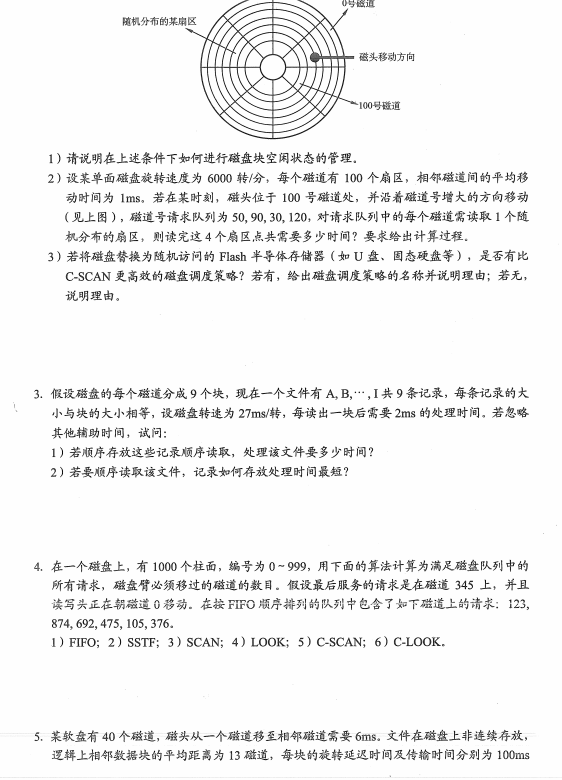 0号磁道
随机分布的某扇区
磁头移动方向
100号磁道
1）请说明在上述条件下如何进行磁盘块空闲状态的管理。
2）设某单面磁盘旋转速度为 6000 转/分，每个磁道有 100 个扇区，相邻磁道间的平均移
动时间为 1ms。若在某时刻，磁头位于 100 号磁道处，并沿着磁道号增大的方向移动
（见上图），磁道号请求队列为 50, 90, 30, 120，对请求队列中的每个磁道需读取 1 个随
机分布的扇区，则读完这 4 个扇区点共需要多少时间？要求给出计算过程。
3）若将磁盘替换为随机访问的 Flash 半导体存储器（如 U 盘、固态硬盘等），是否有比
C-SCAN 更高效的磁盘调度策略？若有，给出磁盘调度策略的名称并说明理由；若无，
说明理由。
3. 假设磁盘的每个磁道分成 9 个块，现在一个文件有 A, B,⋯, I 共 9 条记录，每条记录的大
小与块的大小相等，设磁盘转速为 27ms/转，每读出一块后需要 2ms 的处理时间。若忽略
其他辅助时间，试问：
1）若顺序存放这些记录顺序读取，处理该文件要多少时间？
2）若要顺序读取该文件，记录如何存放处理时间最短？
4. 在一个磁盘上，有 1000 个柱面，编号为 0 ~ 999，用下面的算法计算为满足磁盘队列中的
所有请求，磁盘臂必须移过的磁道的数目。假设最后服务的请求是在磁道 345 上，并且
读写头正在朝磁道 0 移动。在按 FIFO 顺序排列的队列中包含了如下磁道上的请求：123,
874, 692, 475, 105, 376。
1）FIFO；2）SSTF；3）SCAN；4）LOOK；5）C-SCAN；6）C-LOOK。
5. 某软盘有 40 个磁道，磁头从一个磁道移至相邻磁道需要 6ms。文件在磁盘上非连续存放，
逻辑上相邻数据块的平均距离为 13 磁道，每块的旋转延迟时间及传输时间分别为 100ms